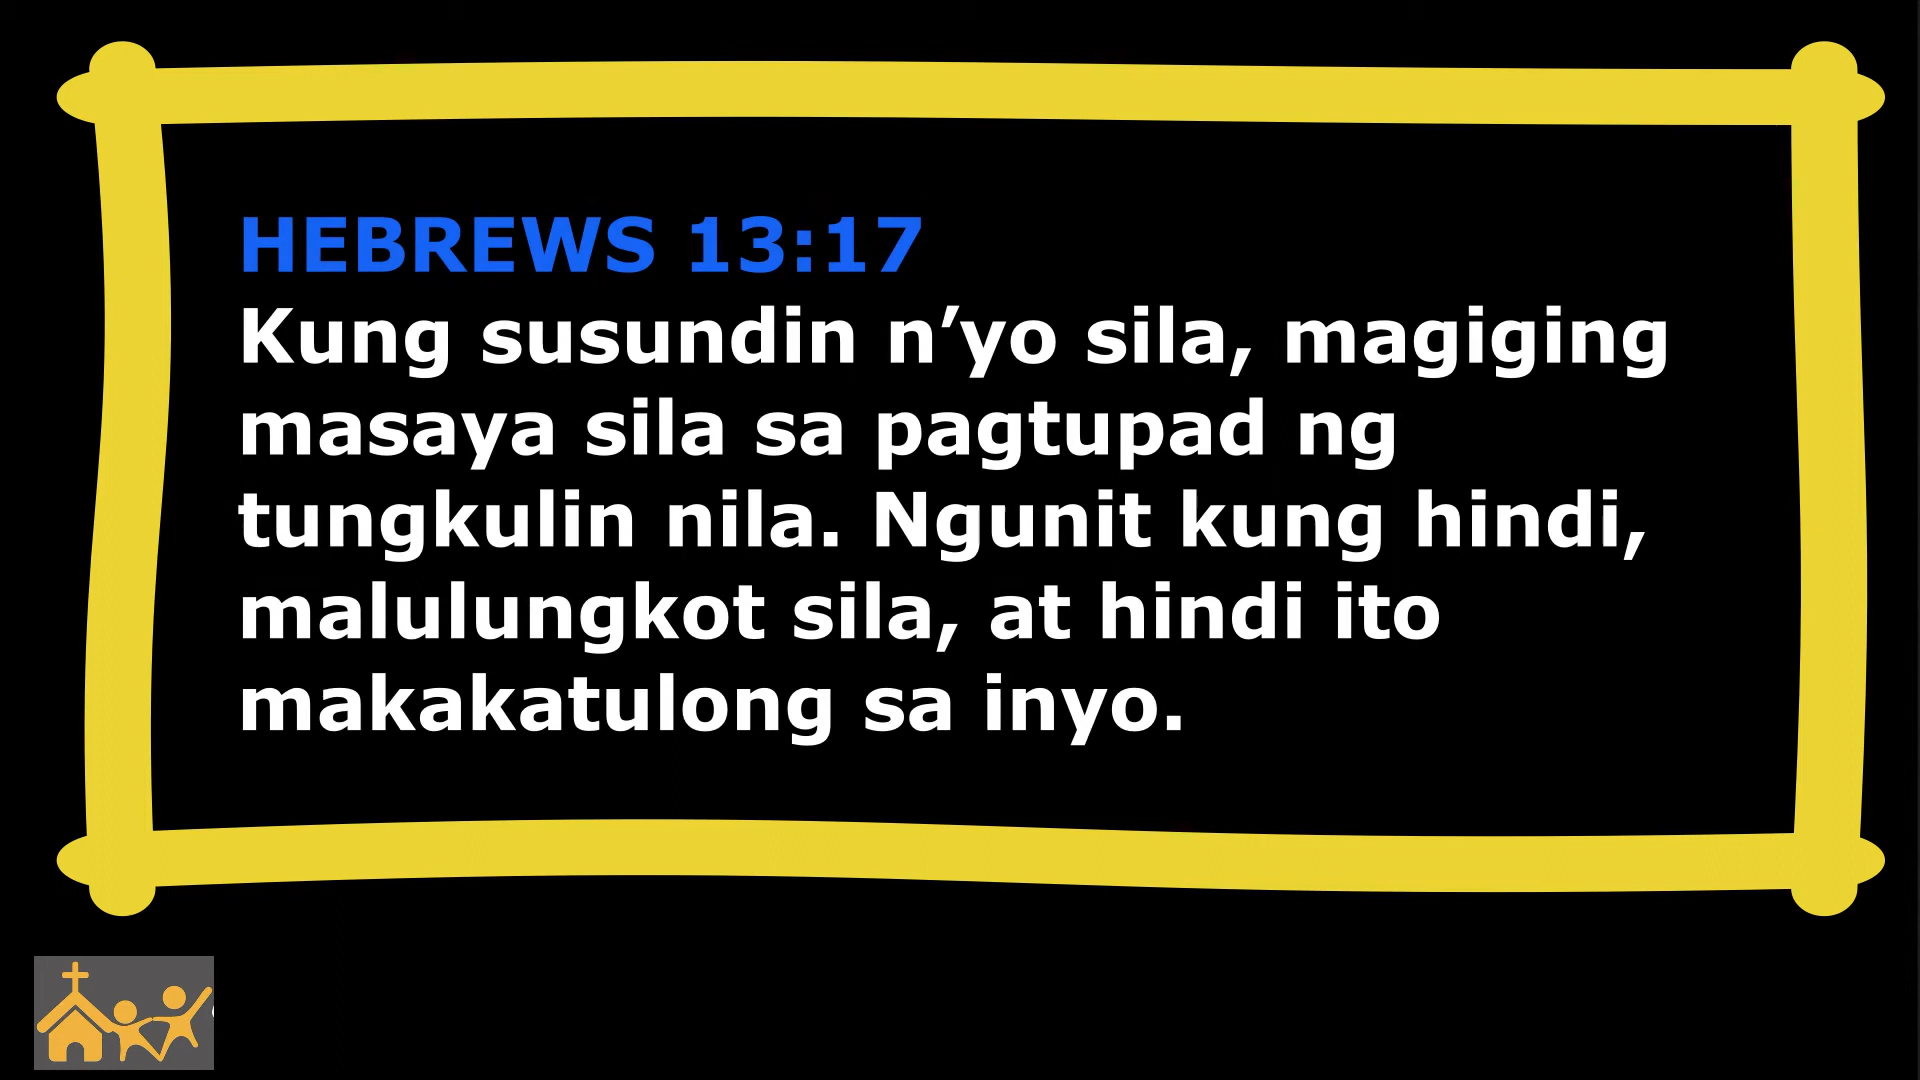 HEBREWS 13:17
Kung susundin n’yo sila, magiging
masaya sila sa pagtupad ng
tungkulin nila. Ngunit kung hindi,
malulungkot sila, at hindi ito
makakatulong sa inyo.